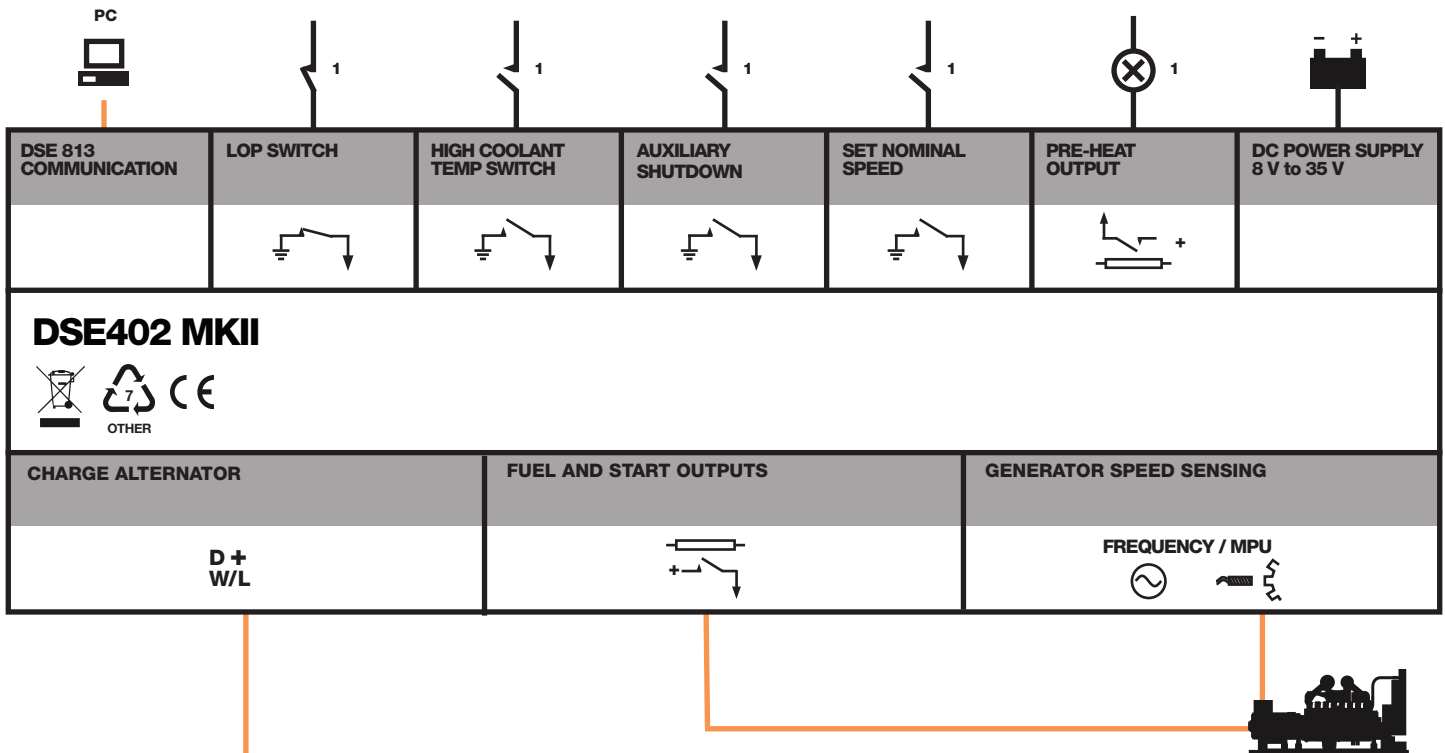 PC
1
1
1
1
1
– +
DSE 813
COMMUNICATION
LOP SWITCH
HIGH COOLANT
TEMP SWITCH
AUXILIARY
SHUTDOWN
SET NOMINAL
SPEED
PRE-HEAT
OUTPUT
DC POWER SUPPLY
8 V to 35 V
+
DSE402 MKII
7
CE
OTHER
CHARGE ALTERNATOR
FUEL AND START OUTPUTS
GENERATOR SPEED SENSING
D +
W/L
+
FREQUENCY / MPU